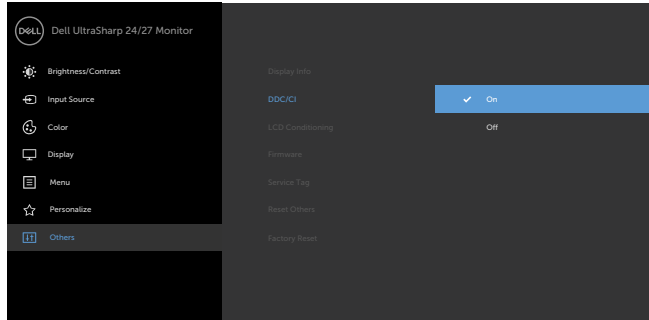 DELL Dell UltraSharp 24/27 Monitor
Brightness/Contrast
Display Info
Input Source
DDC/CI
On
Color
LCD Conditioning
Off
Display
Firmware
Menu
Service Tag
Personalize
Reset Others
Others
Factory Reset